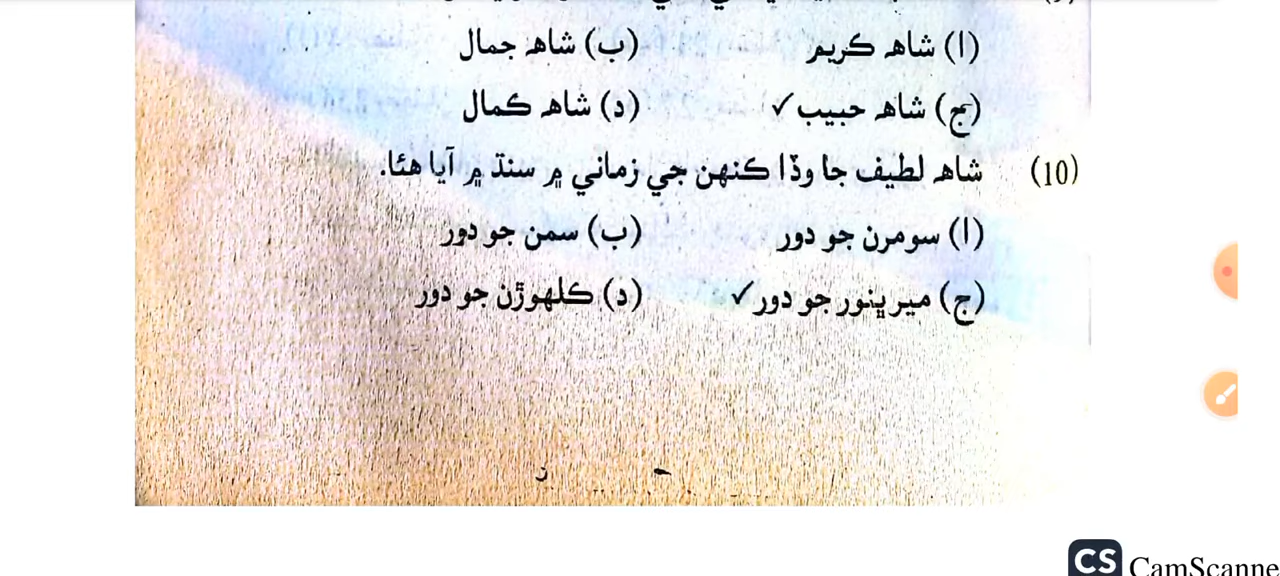 (ا) شاهہ ڪريم (ب) شاهہ جمال
(ج) شاهہ حبيب ✓ (د) شاهہ ڪمال
(10) شاهہ لطيف جا وڏا ڪنهن جي زماني ۾ سنڌ ۾ آيا هئا.
(ا) سومرن جو دور (ب) سمن جو دور
(ج) مير ڀنور جو دور ✓ (د) ڪلهوڙن جو دور
CS CamScanne